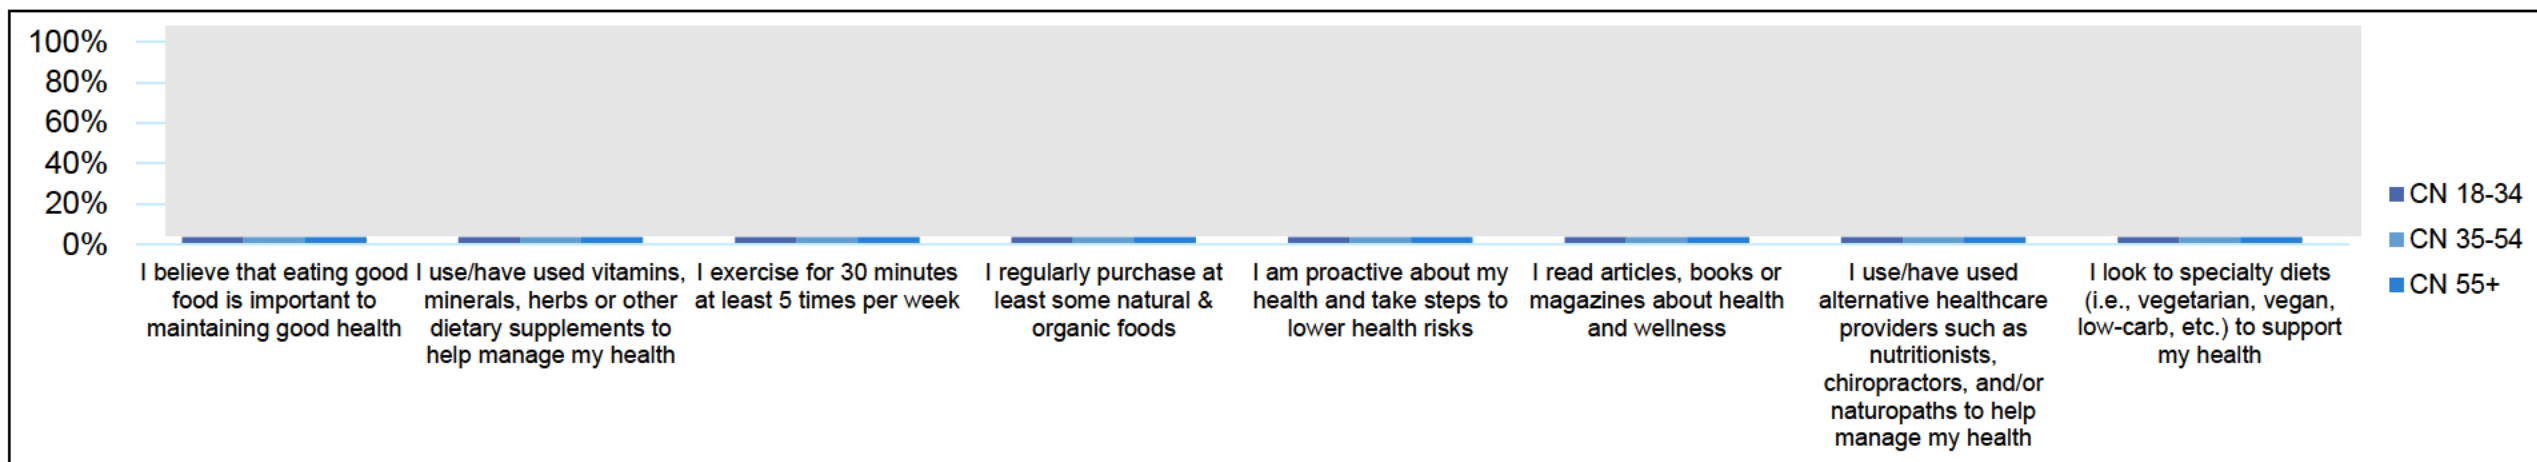 100%
80%
60%
40%
20%
0%
I believe that eating good
food is important to
maintaining good health
I use/have used vitamins,
minerals, herbs or other
dietary supplements to
help manage my health
I exercise for 30 minutes
at least 5 times per week
I regularly purchase at
least some natural &
organic foods
I am proactive about my
health and take steps to
lower health risks
I read articles, books or
magazines about health
and wellness
I use/have used
alternative healthcare
providers such as
nutritionists,
chiropractors, and/or
naturopaths to help
manage my health
I look to specialty diets
(i.e., vegetarian, vegan,
low-carb, etc.) to support
my health
CN 18-34
CN 35-54
CN 55+